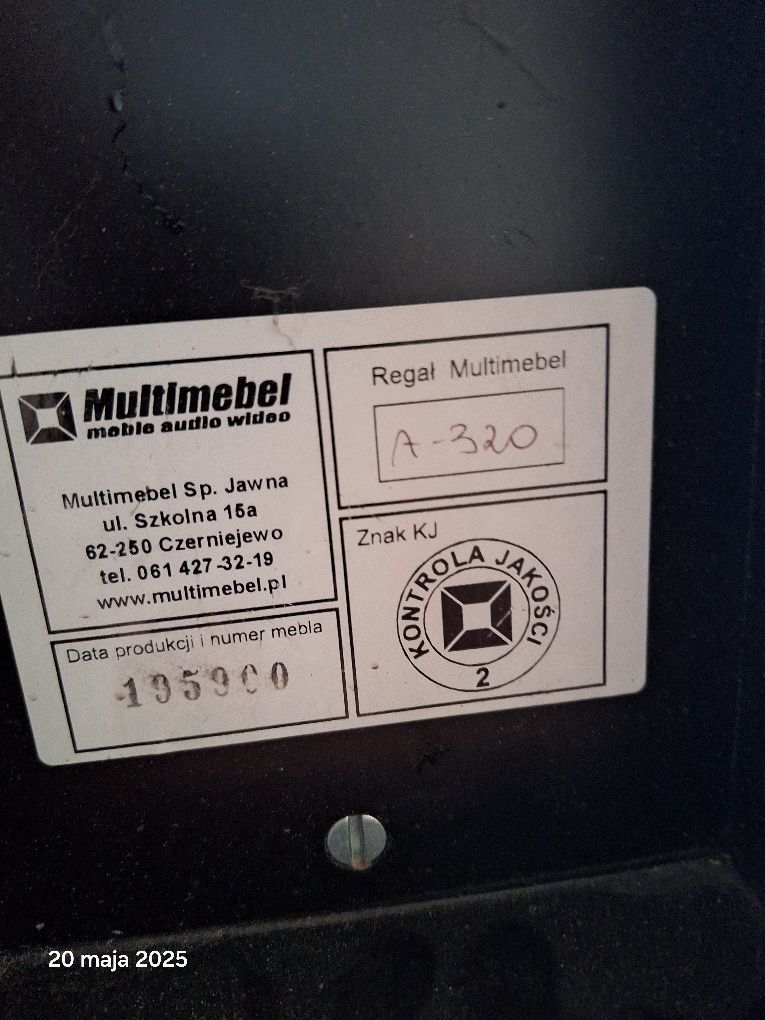 Multimebel
meble audio wideo
Multimebel Sp. Jawna
ul. Szkolna 15a
62-250 Czerniejewo
tel. 061 427-32-19
www.multimebel.pl
Data produkcji i numer mebla
195900
Regał Multimebel
A-320
Znak KJ
KONTROLA JAKOŚCI
2
20 maja 2025